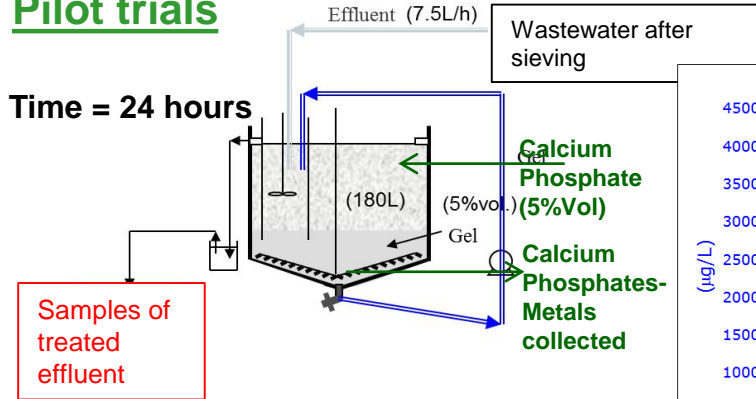 Pilot trials
Effluent (7.5L/h)
Wastewater after
sieving
Time = 24 hours
Gel
Calcium
Phosphate
(5%Vol)
(180L)
(5%vol.)
Gel
Calcium
Phosphates-
Metals
collected
Samples of
treated
effluent
(µg/L)
4500
4000
3500
3000
2500
2000
1500
1000